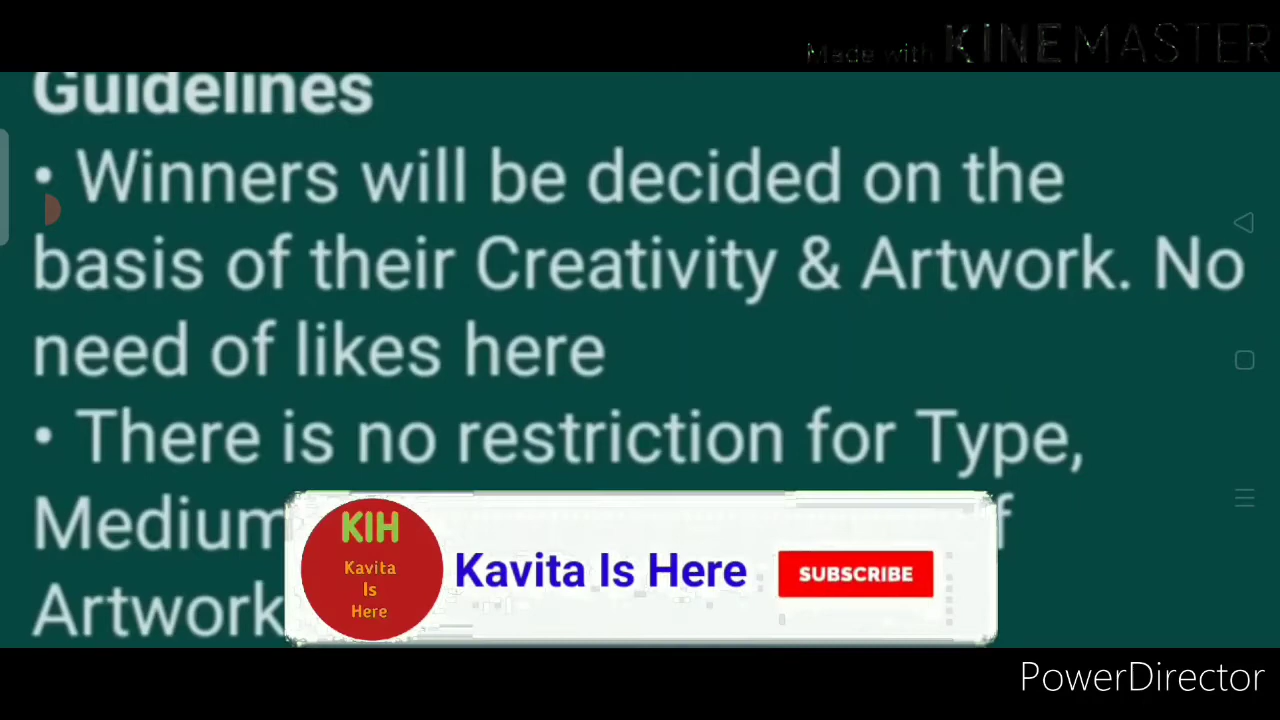 Made with KINEMASTER
Guidelines
• Winners will be decided on the
basis of their Creativity & Artwork. No
need of likes here
• There is no restriction for Type,
Medium
Artwork
KIH
Kavita
Is
Here
Kavita Is Here
SUBSCRIBE
PowerDirector